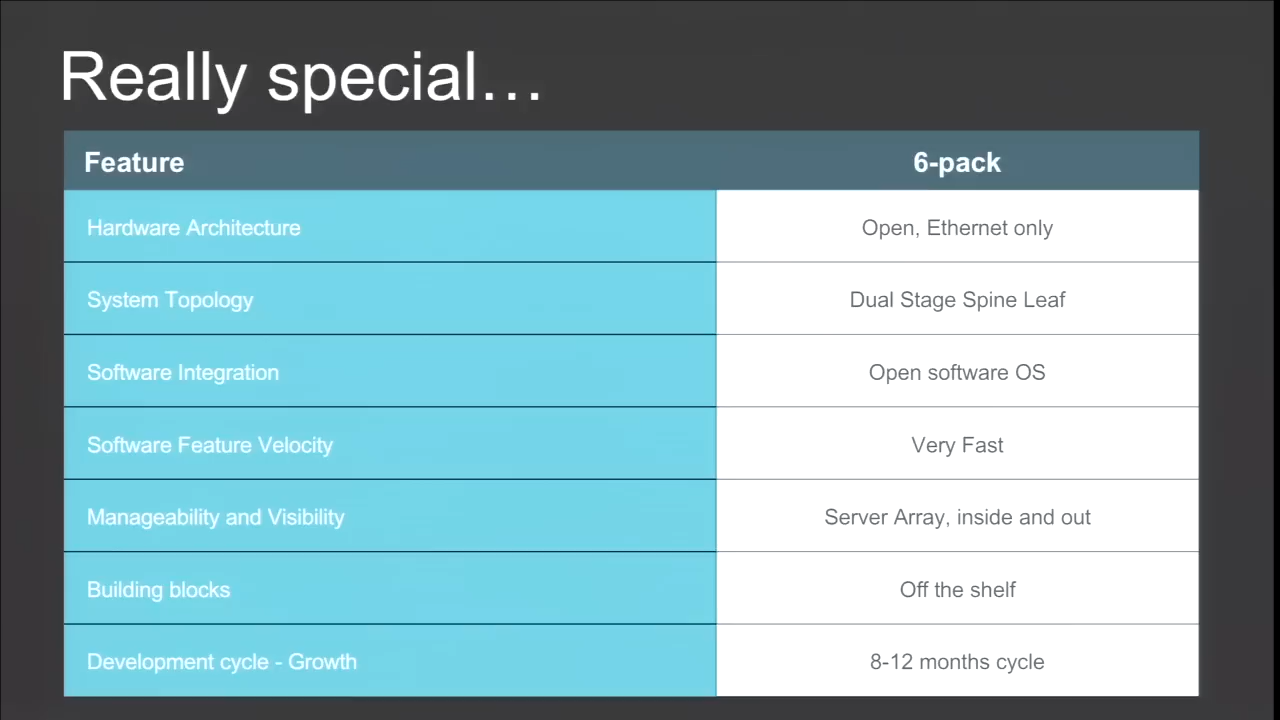 Really special…
Feature 6-pack
Hardware Architecture Open, Ethernet only
System Topology Dual Stage Spine Leaf
Software Integration Open software OS
Software Feature Velocity Very Fast
Manageability and Visibility Server Array, inside and out
Building blocks Off the shelf
Development cycle - Growth 8-12 months cycle